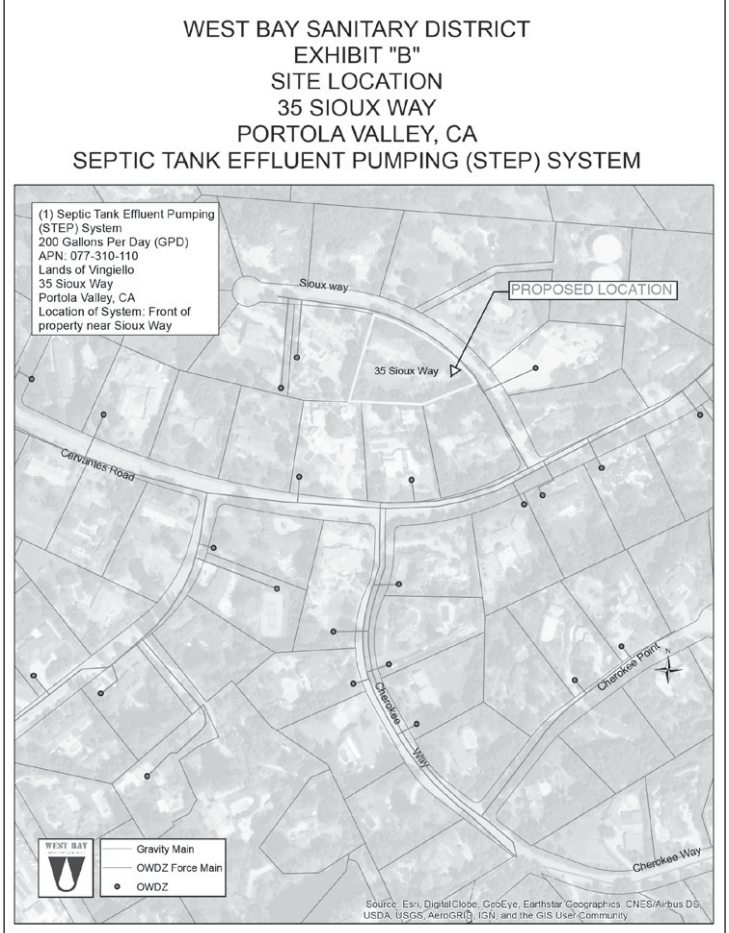 WEST BAY SANITARY DISTRICT
EXHIBIT "B"
SITE LOCATION
35 SIOUX WAY
PORTOLA VALLEY, CA
SEPTIC TANK EFFLUENT PUMPING (STEP) SYSTEM
(1) Septic Tank Effluent Pumping
(STEP) System
200 Gallons Per Day (GPD)
APN: 077-310-110
Lands of Vingiello
35 Sioux Way
Portola Valley, CA
Location of System: Front of
property near Sioux Way
Sioux way
PROPOSED LOCATION
35 Sioux Way
Cervantes Road
Cherokee Point
N
Cherokee
Way
Cherokee Way
WEST BAY
Gravity Main
OWDZ Force Main
OWDZ
Source: Esri, DigitalGlobe, GeoEye, Earthstar Geographics, CNES/Airbus DS,
USDA, USGS, AeroGRID, IGN, and the GIS User Community